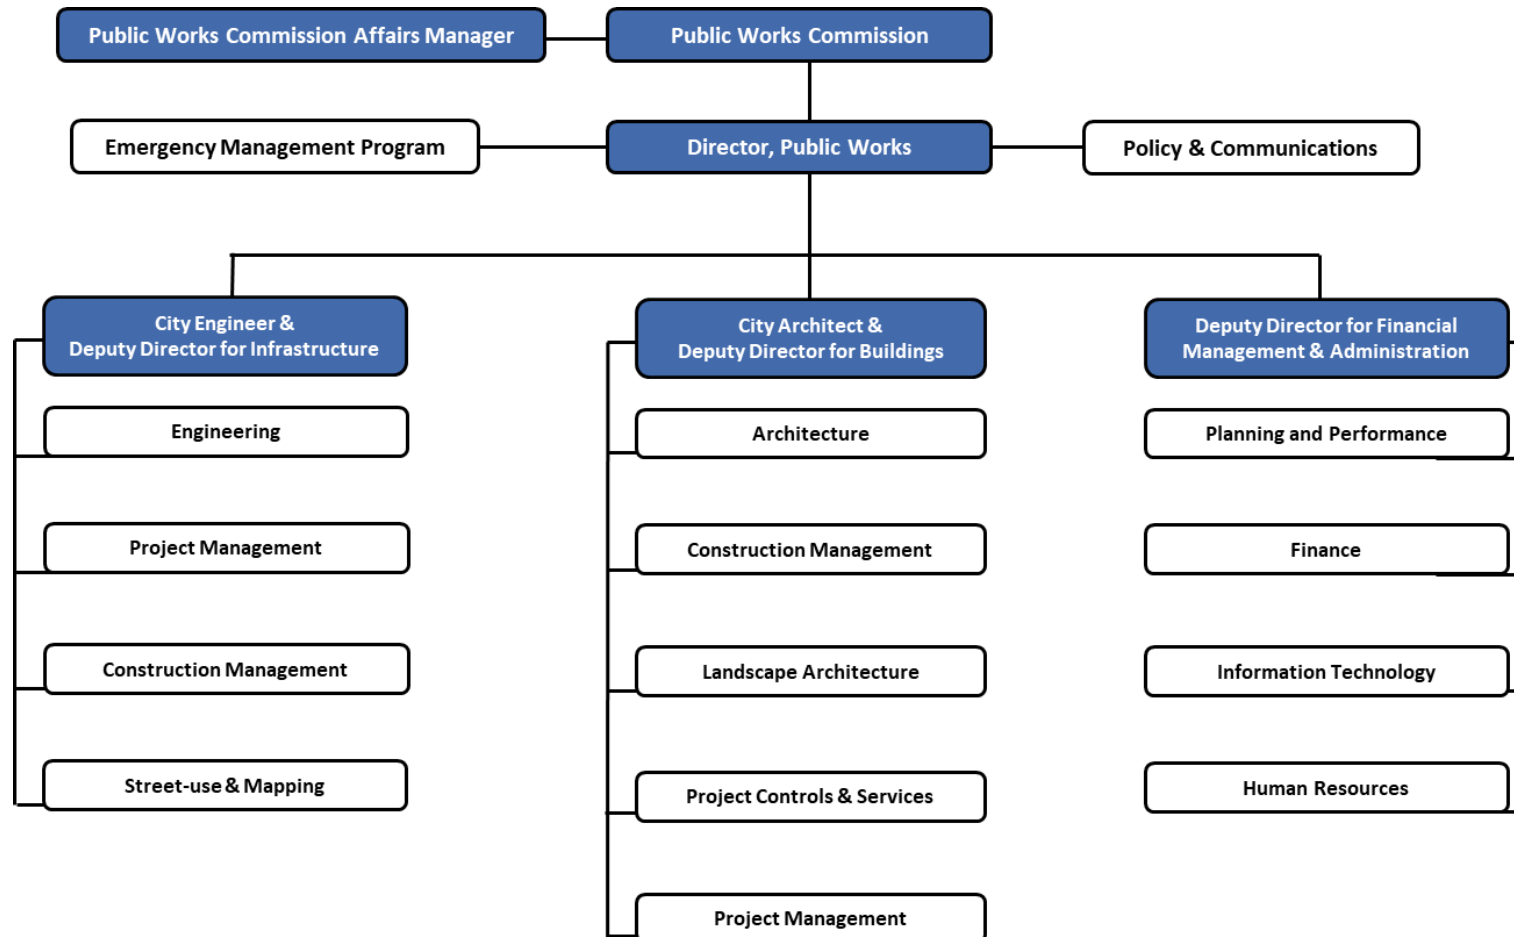 Public Works Commission Affairs Manager
Public Works Commission
Emergency Management Program
Director, Public Works
Policy & Communications
City Engineer &
Deputy Director for Infrastructure
Engineering
Project Management
Construction Management
Street-use & Mapping
City Architect &
Deputy Director for Buildings
Architecture
Construction Management
Landscape Architecture
Project Controls & Services
Project Management
Deputy Director for Financial
Management & Administration
Planning and Performance
Finance
Information Technology
Human Resources